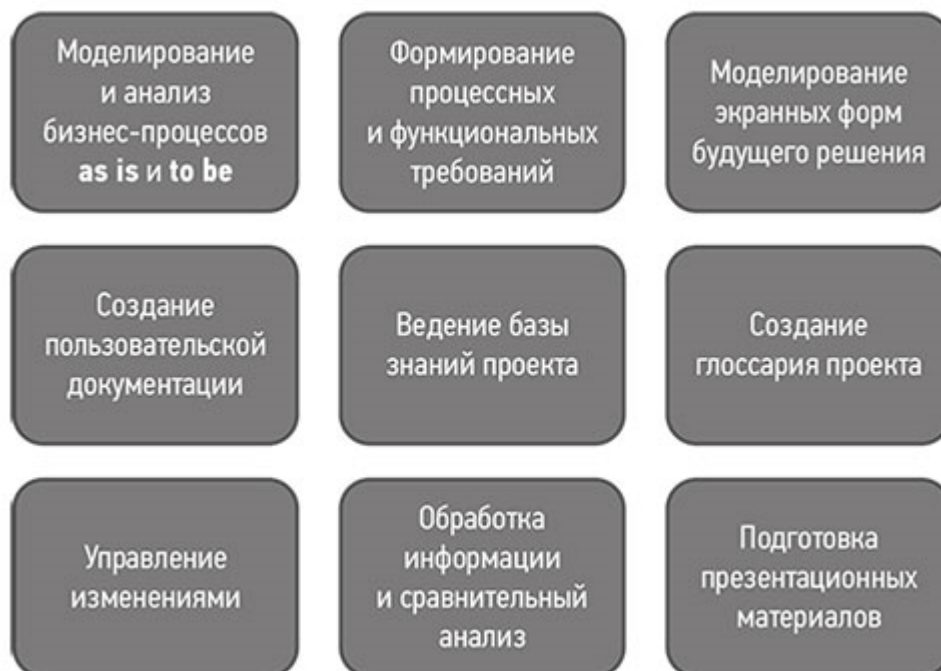 Моделирование
и анализ
бизнес-процессов
as is и to be
Формирование
процессных
и функциональных
требований
Моделирование
экранных форм
будущего решения
Создание
пользовательской
документации
Ведение базы
знаний проекта
Создание
глоссария проекта
Управление
изменениями
Обработка
информации
и сравнительный
анализ
Подготовка
презентационных
материалов